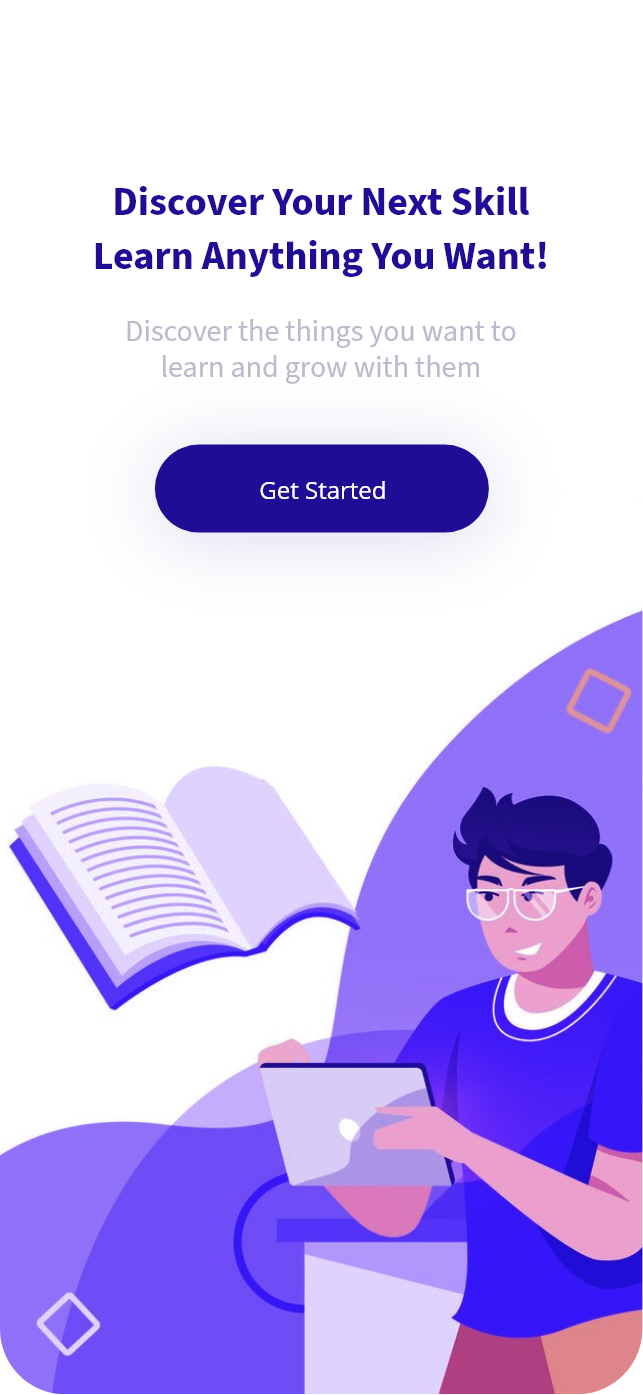 Discover Your Next Skill
Learn Anything You Want!
Discover the things you want to
learn and grow with them
Get Started